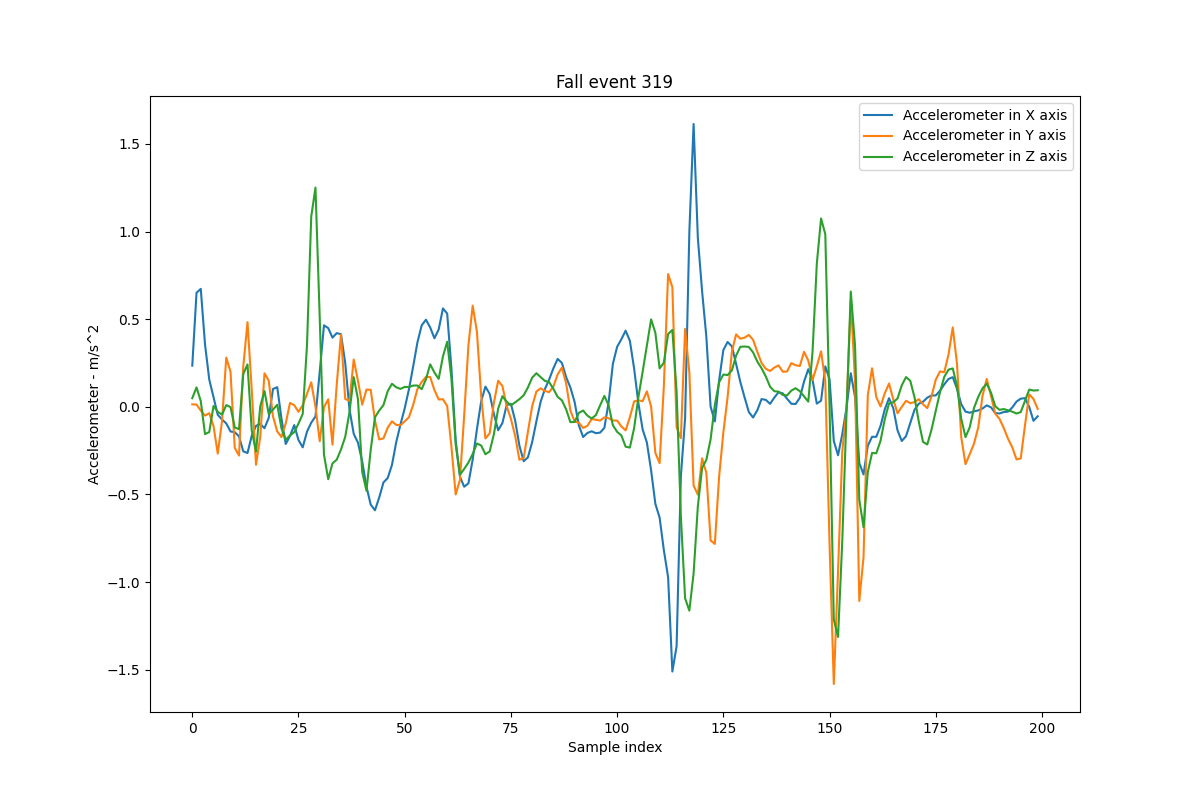 Fall event 319
Accelerometer in X axis
Accelerometer in Y axis
Accelerometer in Z axis
Accelerometer - m/s^2
1.5
1.0
0.5
0.0
−0.5
−1.0
−1.5
0 25 50 75 100 125 150 175 200
Sample index